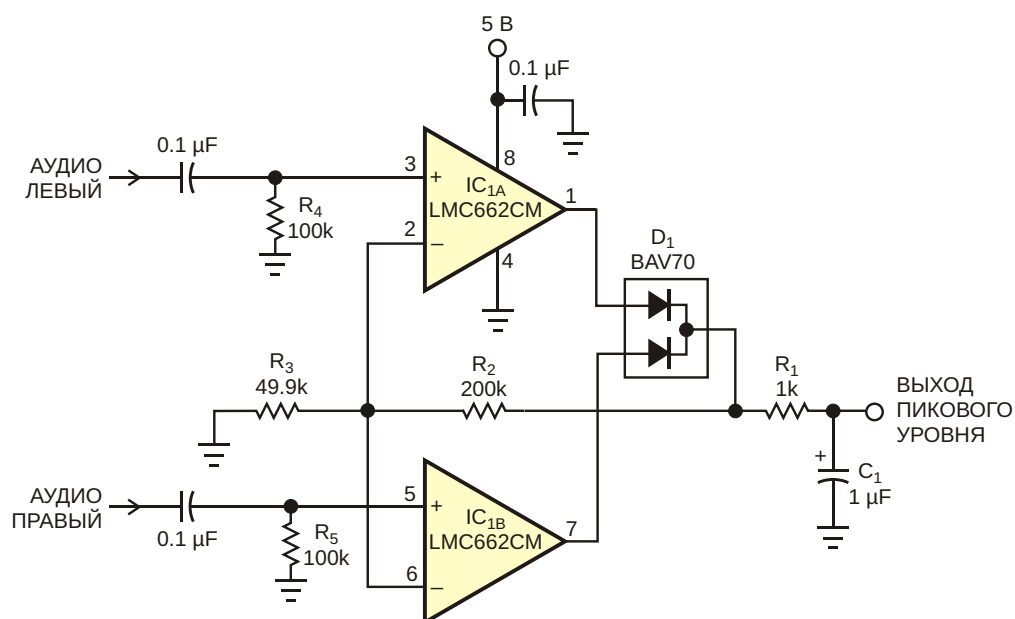 5 В
0.1 µF
0.1 µF
АУДИО
ЛЕВЫЙ
3
+
8
IC1A
LMC662CM
1
R4
100k
2
–
4
D1
BAV70
R3
49.9k
R2
200k
R1
1k
ВЫХОД
ПИКОВОГО
УРОВНЯ
+
C1
1 µF
АУДИО
ПРАВЫЙ
0.1 µF
5
+
IC1B
LMC662CM
7
R5
100k
6
–